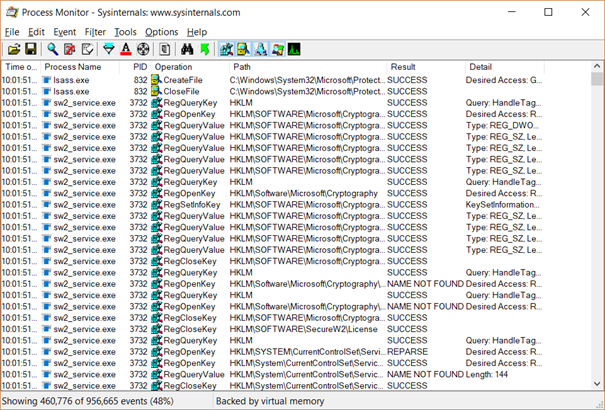 Process Monitor - Sysinternals: www.sysinternals.com
File Edit Event Filter Tools Options Help
Time o... Process Name PID Operation Path Result Detail
10:01:51... lsass.exe 832 CreateFile C:\Windows\System32\Microsoft\Protect... SUCCESS Desired Access: G...
10:01:51... lsass.exe 832 CloseFile C:\Windows\System32\Microsoft\Protect... SUCCESS
10:01:51... sw2_service.exe 3732 RegQueryKey HKLM SUCCESS Query: HandleTag...
10:01:51... sw2_service.exe 3732 RegOpenKey HKLM\SOFTWARE\Microsoft\Cryptogra... SUCCESS Desired Access: R...
10:01:51... sw2_service.exe 3732 RegQueryValue HKLM\SOFTWARE\Microsoft\Cryptogra... SUCCESS Type: REG_DWO...
10:01:51... sw2_service.exe 3732 RegQueryValue HKLM\SOFTWARE\Microsoft\Cryptogra... SUCCESS Type: REG_SZ, Le...
10:01:51... sw2_service.exe 3732 RegQueryValue HKLM\SOFTWARE\Microsoft\Cryptogra... SUCCESS Type: REG_SZ, Le...
10:01:51... sw2_service.exe 3732 RegQueryValue HKLM\SOFTWARE\Microsoft\Cryptogra... SUCCESS Type: REG_SZ, Le...
10:01:51... sw2_service.exe 3732 RegQueryValue HKLM\SOFTWARE\Microsoft\Cryptogra... SUCCESS Type: REG_SZ, Le...
10:01:51... sw2_service.exe 3732 RegQueryKey HKLM SUCCESS Query: HandleTag...
10:01:51... sw2_service.exe 3732 RegOpenKey HKLM\Software\Microsoft\Cryptography SUCCESS Desired Access: R...
10:01:51... sw2_service.exe 3732 RegSetInfoKey HKLM\SOFTWARE\Microsoft\Cryptogra... SUCCESS KeySetInformation...
10:01:51... sw2_service.exe 3732 RegQueryValue HKLM\SOFTWARE\Microsoft\Cryptogra... SUCCESS Type: REG_SZ, Le...
10:01:51... sw2_service.exe 3732 RegQueryValue HKLM\SOFTWARE\Microsoft\Cryptogra... SUCCESS Type: REG_SZ, Le...
10:01:51... sw2_service.exe 3732 RegQueryValue HKLM\SOFTWARE\Microsoft\Cryptogra... SUCCESS Type: REG_SZ, Le...
10:01:51... sw2_service.exe 3732 RegQueryValue HKLM\SOFTWARE\Microsoft\Cryptogra... SUCCESS Type: REG_SZ, Le...
10:01:51... sw2_service.exe 3732 RegCloseKey HKLM\SOFTWARE\Microsoft\Cryptogra... SUCCESS
10:01:51... sw2_service.exe 3732 RegQueryKey HKLM SUCCESS Query: HandleTag...
10:01:51... sw2_service.exe 3732 RegOpenKey HKLM\Software\Microsoft\Cryptography\... NAME NOT FOUND Desired Access: R...
10:01:51... sw2_service.exe 3732 RegQueryKey HKLM SUCCESS Query: HandleTag...
10:01:51... sw2_service.exe 3732 RegOpenKey HKLM\Software\Microsoft\Cryptography\... NAME NOT FOUND Desired Access: R...
10:01:51... sw2_service.exe 3732 RegCloseKey HKLM\SOFTWARE\Microsoft\Cryptogra... SUCCESS
10:01:51... sw2_service.exe 3732 RegCloseKey HKLM\SOFTWARE\SecureW2\License SUCCESS
10:01:51... sw2_service.exe 3732 RegQueryKey HKLM SUCCESS Query: HandleTag...
10:01:51... sw2_service.exe 3732 RegOpenKey HKLM\SYSTEM\CurrentControlSet\Servi... REPARSE Desired Access: R...
10:01:51... sw2_service.exe 3732 RegOpenKey HKLM\System\CurrentControlSet\Servic... SUCCESS Desired Access: R...
10:01:51... sw2_service.exe 3732 RegQueryValue HKLM\System\CurrentControlSet\Servic... NAME NOT FOUND Length: 144
10:01:51... sw2_service.exe 3732 RegCloseKey HKLM\System\CurrentControlSet\Servic... SUCCESS
Showing 460,776 of 956,665 events (48%) Backed by virtual memory